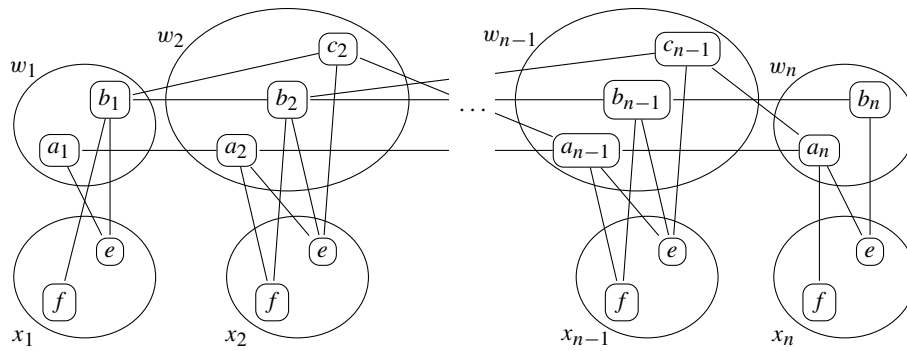 w₂ c₂ wₙ₋₁ cₙ₋₁
w₁ wₙ
b₁ b₂ … bₙ₋₁ bₙ
a₁ a₂ aₙ₋₁ aₙ
e e e e
f f f f
x₁ x₂ xₙ₋₁ xₙ